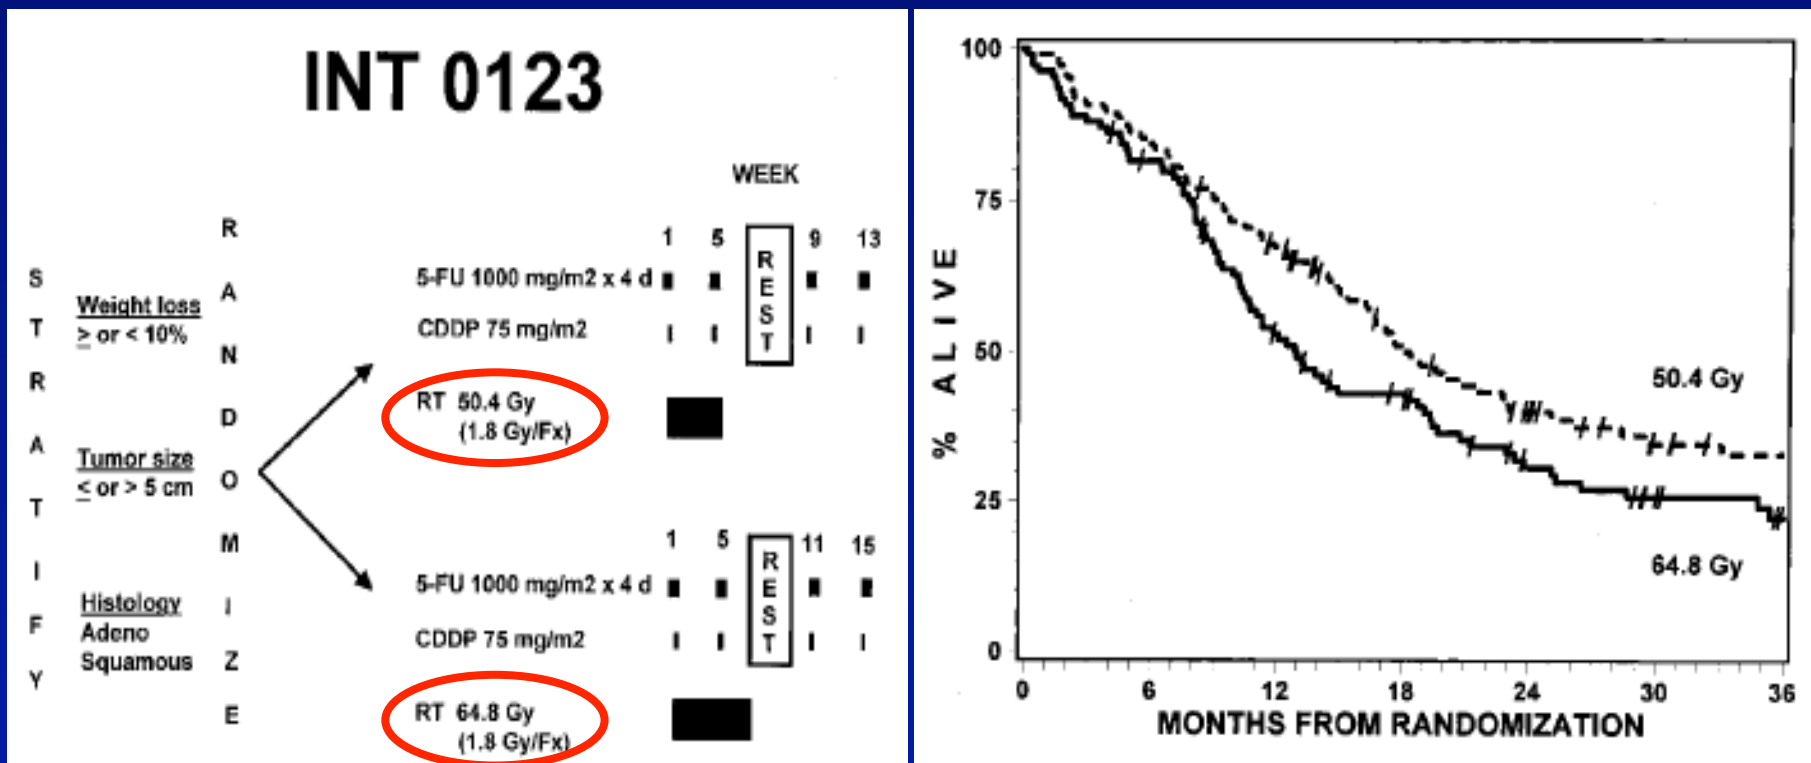 INT 0123
STRATIFY
Weight loss
≥ or < 10%
Tumor size
≤ or > 5 cm
Histology
Adeno
Squamous
RANDOMIZE
WEEK
1 5 REST 9 13
5-FU 1000 mg/m2 x 4 d
CDDP 75 mg/m2
RT 50.4 Gy
(1.8 Gy/Fx)
1 5 REST 11 15
5-FU 1000 mg/m2 x 4 d
CDDP 75 mg/m2
RT 64.8 Gy
(1.8 Gy/Fx)
% ALIVE
100
75
50
25
0
50.4 Gy
64.8 Gy
0 6 12 18 24 30 36
MONTHS FROM RANDOMIZATION